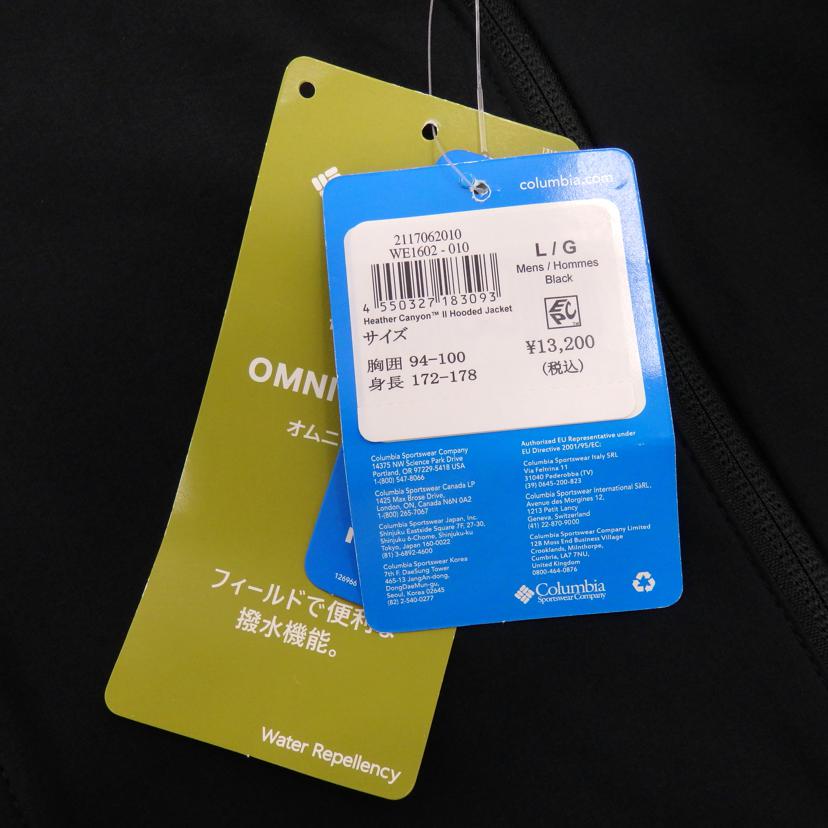 OMNI
オムニ
フィールドで便利な
撥水機能。
Water Repellency
126966
columbia.com
2117062010
WE1602 - 010
4 550327 183093
Heather Canyon™ II Hooded Jacket
サイズ
胸囲 94-100
身長 172-178
L / G
Mens / Hommes
Black
EPC
¥13,200
(税込)
Columbia Sportswear Company
14375 NW Science Park Drive
Portland, OR 97229-5418 USA
1-(800) 547-8066
Columbia Sportswear Canada LP
1425 Max Brose Drive,
London, ON, Canada N6N 0A2
1-(800) 265-7067
Columbia Sportswear Japan, Inc.
Shinjuku Eastside Square 7F, 27-30,
Shinjuku 6-Chome, Shinjuku-ku
Tokyo, Japan 160-0022
(81) 3-6892-4600
Columbia Sportswear Korea
7th F. DaeSung Tower
465-13 JangAn-dong,
DongDaeMun-gu,
Seoul, Korea 02645
(82) 2-540-0277
Authorized EU Representative under
EU Directive 2001/95/EC:
Columbia Sportswear Italy SRL
Via Feltrina 11
31040 Pederobba (TV)
(39) 0645-200-823
Columbia Sportswear International SàRL,
Avenue des Morgines 12,
1213 Petit Lancy
Geneva, Switzerland
(41) 22-870-9000
Columbia Sportswear Company Limited
12B Moss End Business Village
Crooklands, Milnthorpe,
Cumbria, LA7 7NU,
United Kingdom
0800-464-0876
Columbia
Sportswear Company